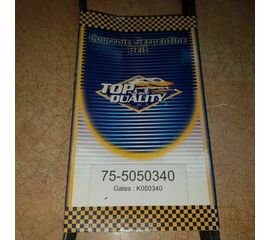 Courroie Serpentine
Belt
TOP
QUALITY
75-5050340
Gates : K050340